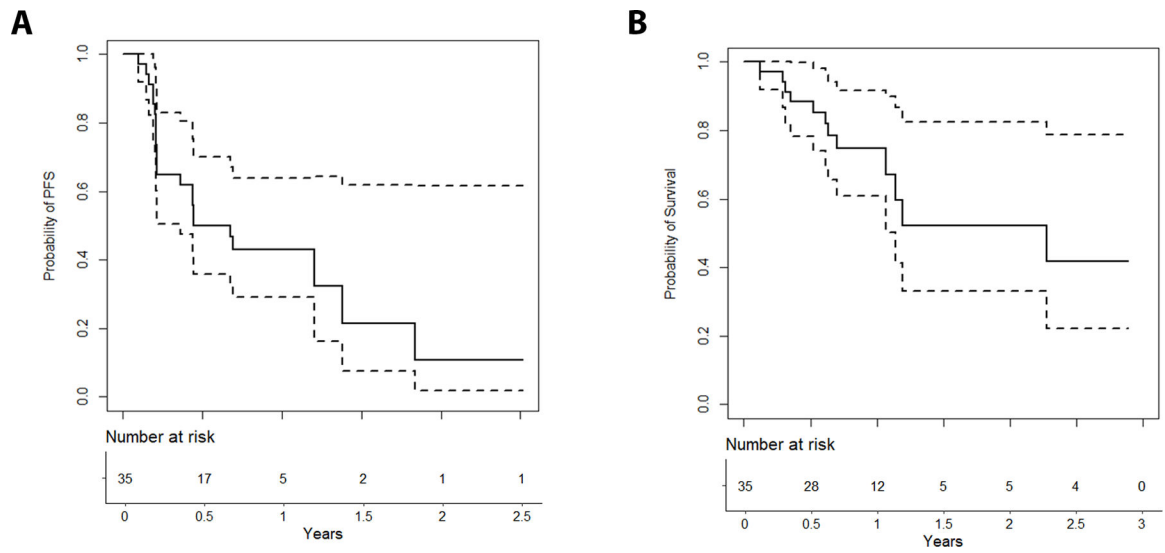 A
Probability of PFS
1.0
0.8
0.6
0.4
0.2
0.0
Number at risk
35 17 5 2 1 1
0 0.5 1 1.5 2 2.5
Years
B
Probability of Survival
1.0
0.8
0.6
0.4
0.2
0.0
Number at risk
35 28 12 5 5 4 0
0 0.5 1 1.5 2 2.5 3
Years